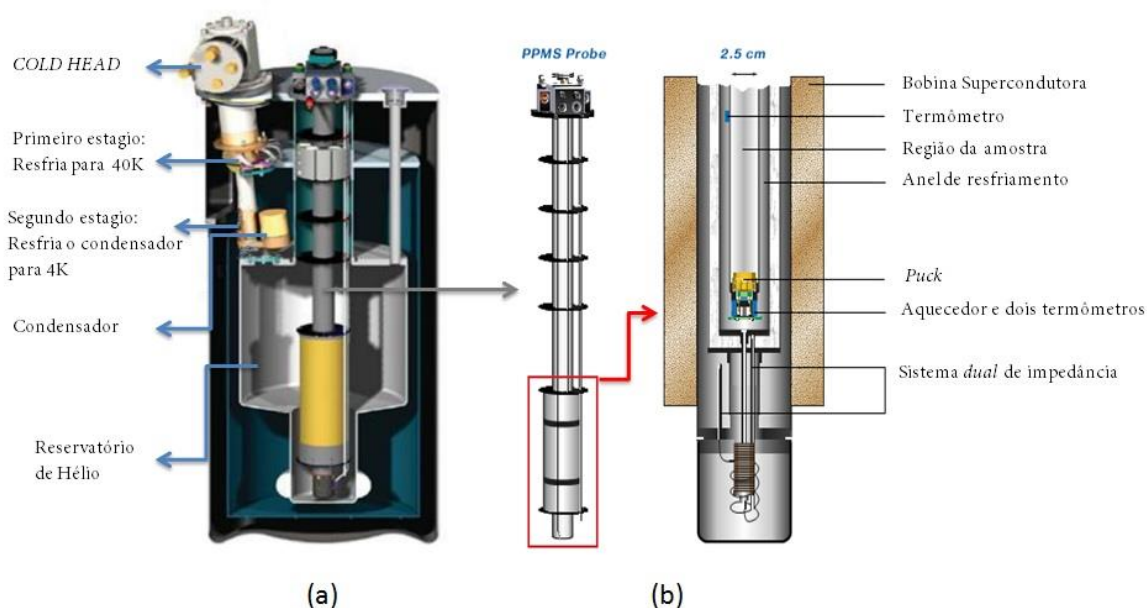 COLD HEAD
Primeiro estagio:
Resfria para 40K
Segundo estagio:
Resfria o condensador
para 4K
Condensador
Reservatório
de Hélio
(a)
PPMS Probe
2.5 cm
Bobina Supercondutora
Termômetro
Região da amostra
Anel de resfriamento
Puck
Aquecedor e dois termômetros
Sistema dual de impedância
(b)